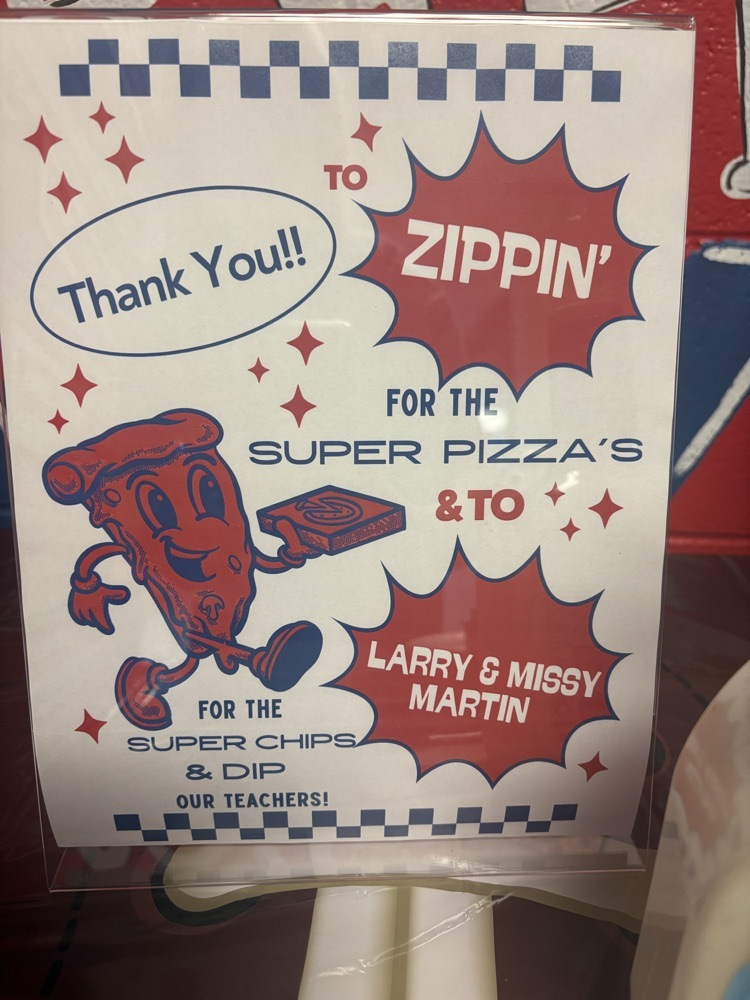 Thank You!!
TO
ZIPPIN'
FOR THE
SUPER PIZZA'S
& TO
LARRY & MISSY
MARTIN
FOR THE
SUPER CHIPS
& DIP
OUR TEACHERS!